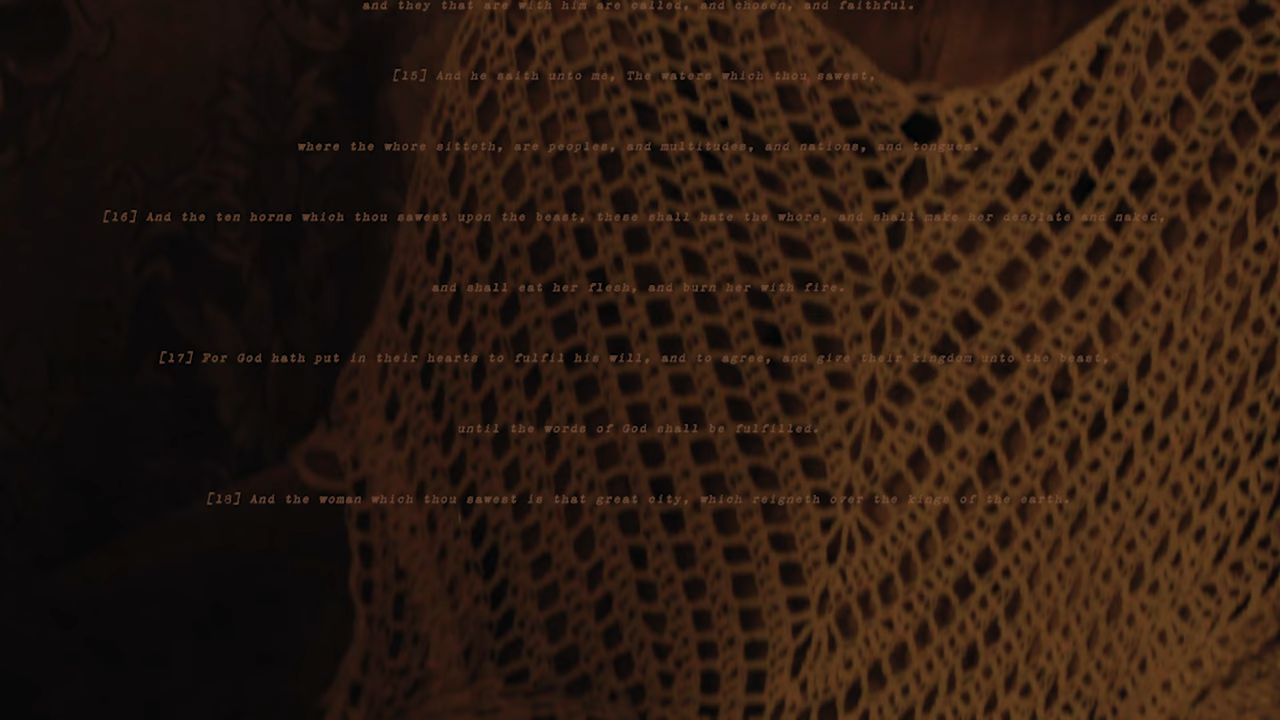 and they that are with him are called, and chosen, and faithful.
[15] And he saith unto me, The waters which thou sawest,
where the whore sitteth, are peoples, and multitudes, and nations, and tongues.
[16] And the ten horns which thou sawest upon the beast, these shall hate the whore, and shall make her desolate and naked,
and shall eat her flesh, and burn her with fire.
[17] For God hath put in their hearts to fulfil his will, and to agree, and give their kingdom unto the beast,
until the words of God shall be fulfilled.
[18] And the woman which thou sawest is that great city, which reigneth over the kings of the earth.